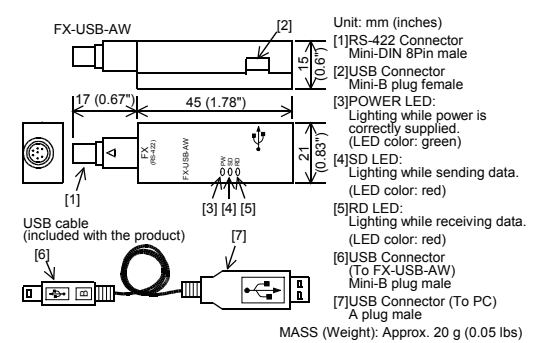 FX-USB-AW
[2]
15
(0.6")
17 (0.67")
45 (1.78")
FX
(RS-422)
FX-USB-AW
PW
SD
RD
21
(0.83")
[1]
[3] [4] [5]
USB cable
(included with the product)
[6]
[7]
B
Unit: mm (inches)
[1]RS-422 Connector
Mini-DIN 8Pin male
[2]USB Connector
Mini-B plug female
[3]POWER LED:
Lighting while power is
correctly supplied.
(LED color: green)
[4]SD LED:
Lighting while sending data.
(LED color: red)
[5]RD LED:
Lighting while receiving data.
(LED color: red)
[6]USB Connector
(To FX-USB-AW)
Mini-B plug male
[7]USB Connector (To PC)
A plug male
MASS (Weight): Approx. 20 g (0.05 lbs)